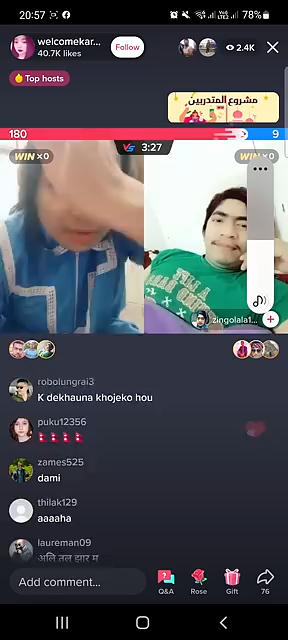 20:57
78%
welcomekar...
40.7K likes
Follow
2.4K
Top hosts
مشروع المتدربين
180
9
WIN ×0
VS 3:27
WIN ×0
zingolala1...
robolungrai3
K dekhauna khojeko hou
puku12356
🇳🇵🇳🇵🇳🇵🇳🇵
zames525
dami
thilak129
aaaaha
laureman09
अलि तल झार म
Add comment...
Q&A
Rose
Gift
76